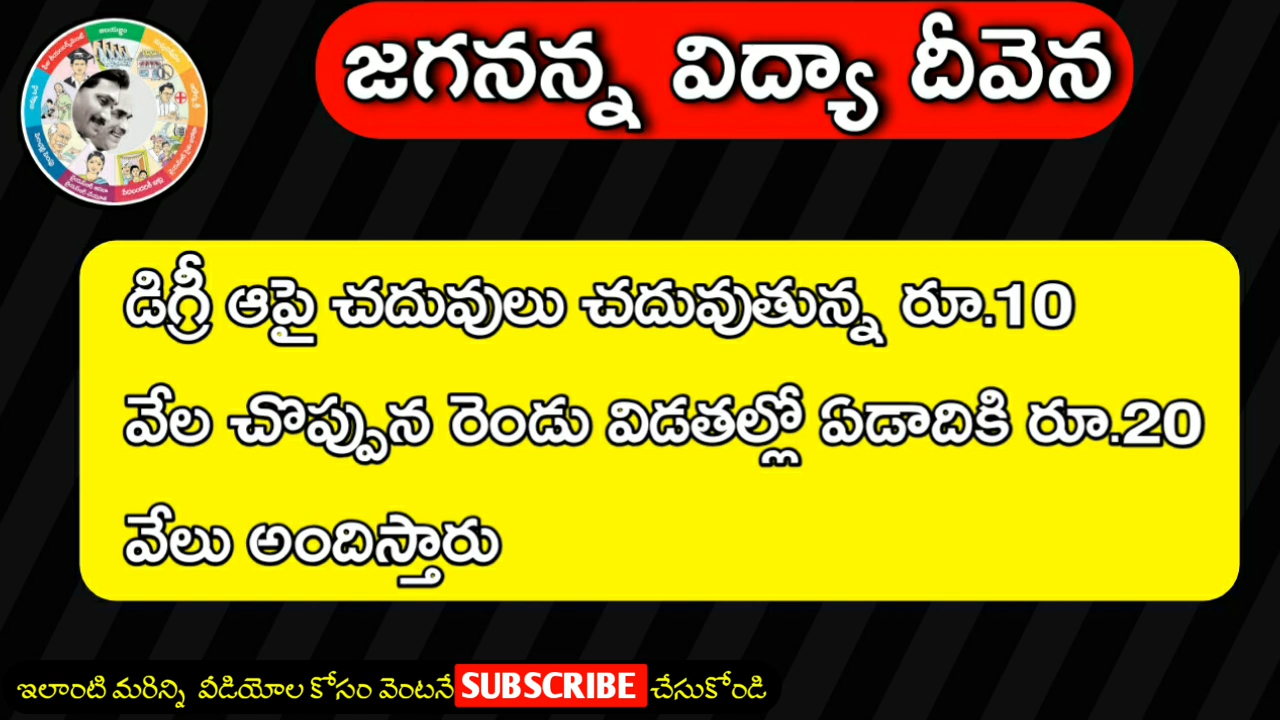 జగనన్న విద్యా దీవెన
డిగ్రీ ఆపై చదువులు చదువుతున్న రూ.10
వేల చొప్పున రెండు విడతల్లో ఏడాదికి రూ.20
వేలు అందిస్తారు
ఇలాంటి మరిన్ని వీడియోల కోసం వెంటనే SUBSCRIBE చేసుకోండి